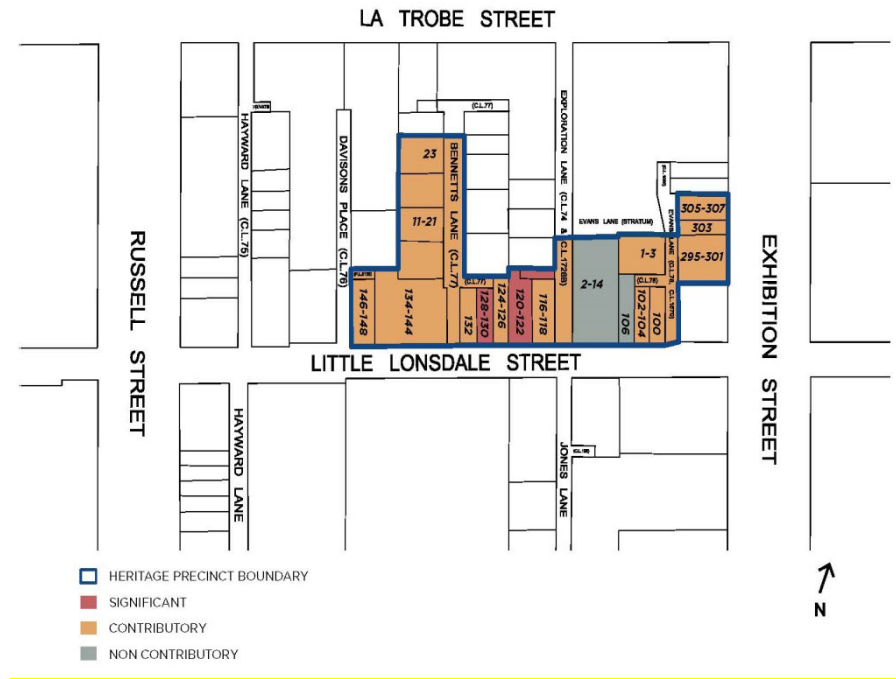 LA TROBE STREET
HAYWARD LANE (C.L.75)
DAVISONS PLACE (C.L.76)
(C.L.77)
BENNETTS LANE (C.L.77)
EXPLORATION LANE (C.L.74 & C.L.1726B)
23
11-21
EVANS LANE (STRATUM)
305-307
303
295-301
1-3
2-14
RUSSELL STREET
EXHIBITION STREET
146-148
134-144
(C.L.77)
132
128-130
124-126
120-122
116-118
106
(C.L.78)
102-104
100
LITTLE LONSDALE STREET
HAYWARD LANE
JONES LANE
HERITAGE PRECINCT BOUNDARY
SIGNIFICANT
CONTRIBUTORY
NON CONTRIBUTORY
N